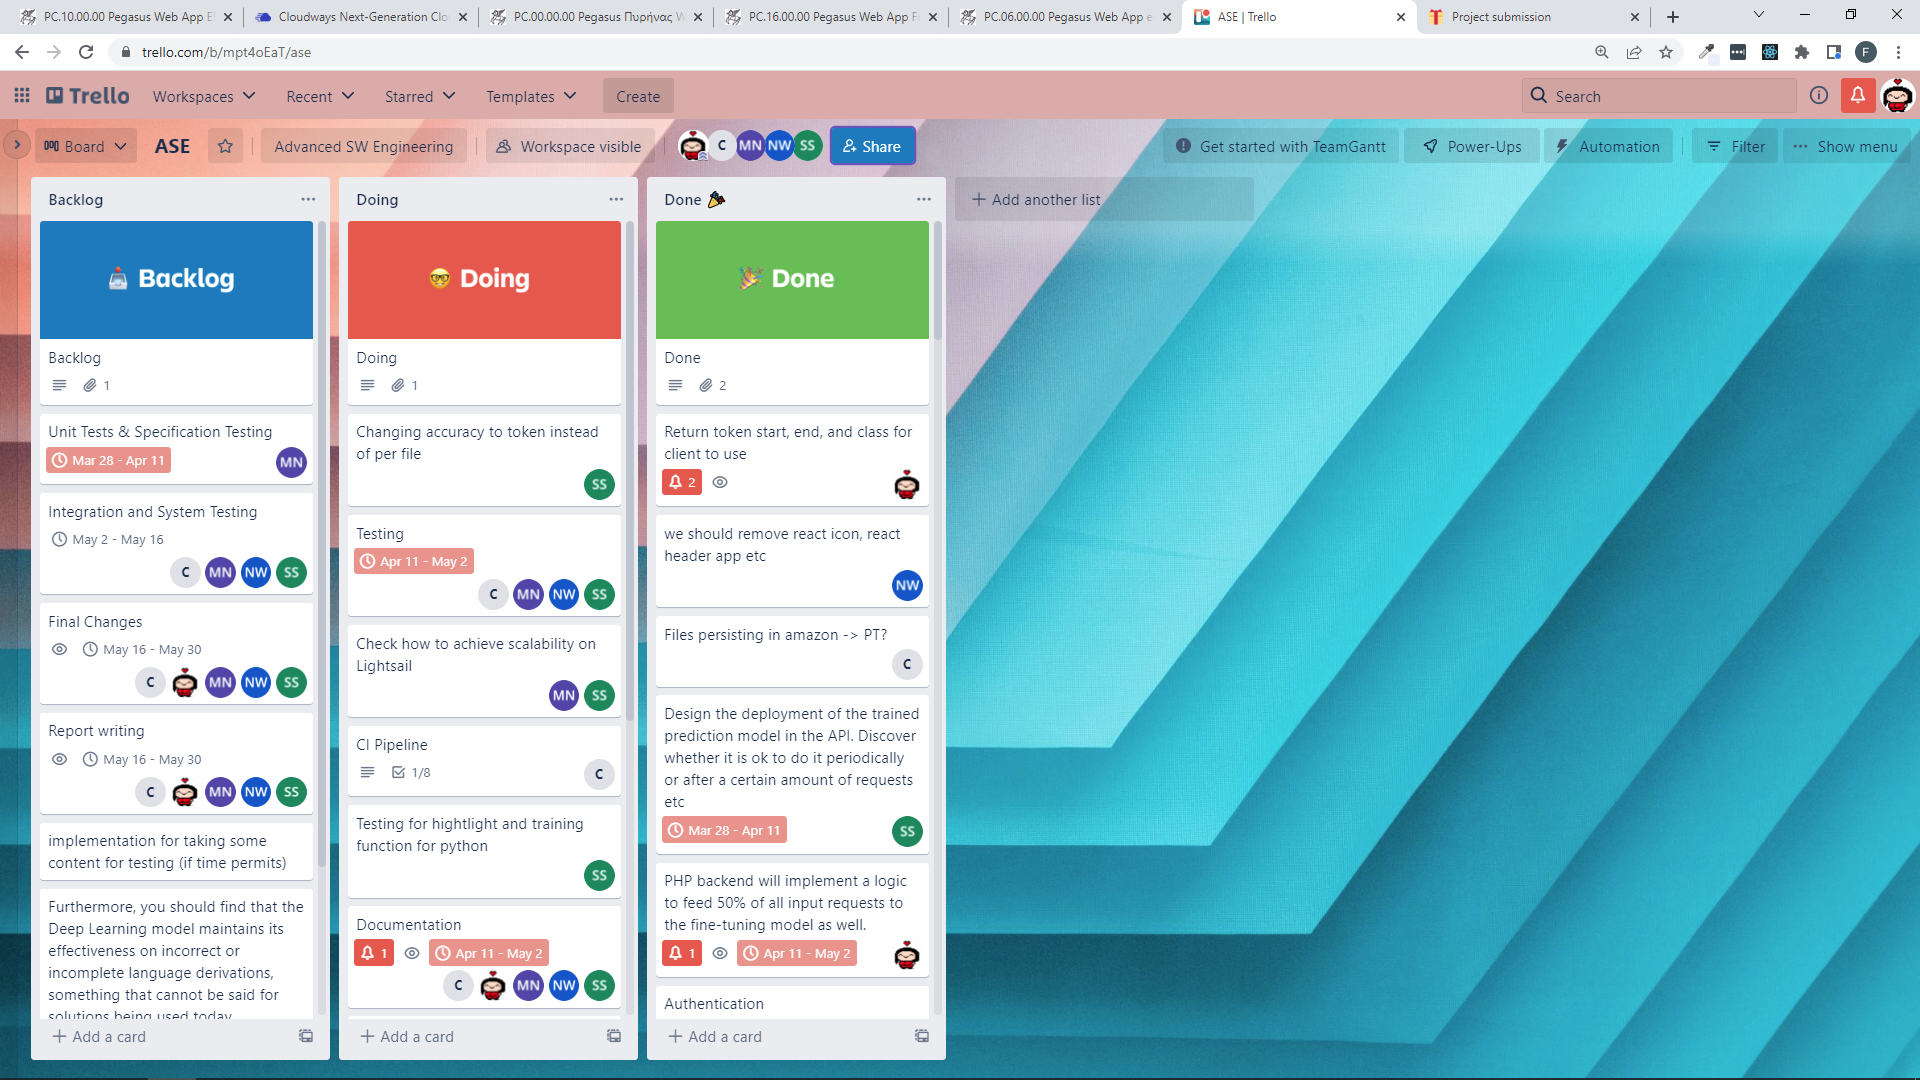 PC.10.00.00 Pegasus Web App E
Cloudways Next-Generation Clo
PC.00.00.00 Pegasus Πυρήνας W
PC.16.00.00 Pegasus Web App F
PC.06.00.00 Pegasus Web App e
ASE | Trello
Project submission
trello.com/b/mpt4oEaT/ase
F
Trello
Workspaces
Recent
Starred
Templates
Create
Search
Board
ASE
Advanced SW Engineering
Workspace visible
C MN NW SS
Share
Get started with TeamGantt
Power-Ups
Automation
Filter
Show menu
Backlog
Backlog
Backlog
1
Unit Tests & Specification Testing
Mar 28 - Apr 11
MN
Integration and System Testing
May 2 - May 16
C MN NW SS
Final Changes
May 16 - May 30
C MN NW SS
Report writing
May 16 - May 30
C MN NW SS
implementation for taking some
content for testing (if time permits)
Furthermore, you should find that the
Deep Learning model maintains its
effectiveness on incorrect or
incomplete language derivations,
something that cannot be said for
solutions being used today
Add a card
Doing
Doing
Doing
1
Changing accuracy to token instead
of per file
SS
Testing
Apr 11 - May 2
C MN NW SS
Check how to achieve scalability on
Lightsail
MN SS
CI Pipeline
1/8
C
Testing for hightlight and training
function for python
SS
Documentation
1
Apr 11 - May 2
C MN NW SS
Add a card
Done
Done
Done
2
Return token start, end, and class for
client to use
2
we should remove react icon, react
header app etc
NW
Files persisting in amazon -> PT?
C
Design the deployment of the trained
prediction model in the API. Discover
whether it is ok to do it periodically
or after a certain amount of requests
etc
Mar 28 - Apr 11
SS
PHP backend will implement a logic
to feed 50% of all input requests to
the fine-tuning model as well.
1
Apr 11 - May 2
Authentication
Add a card
Add another list